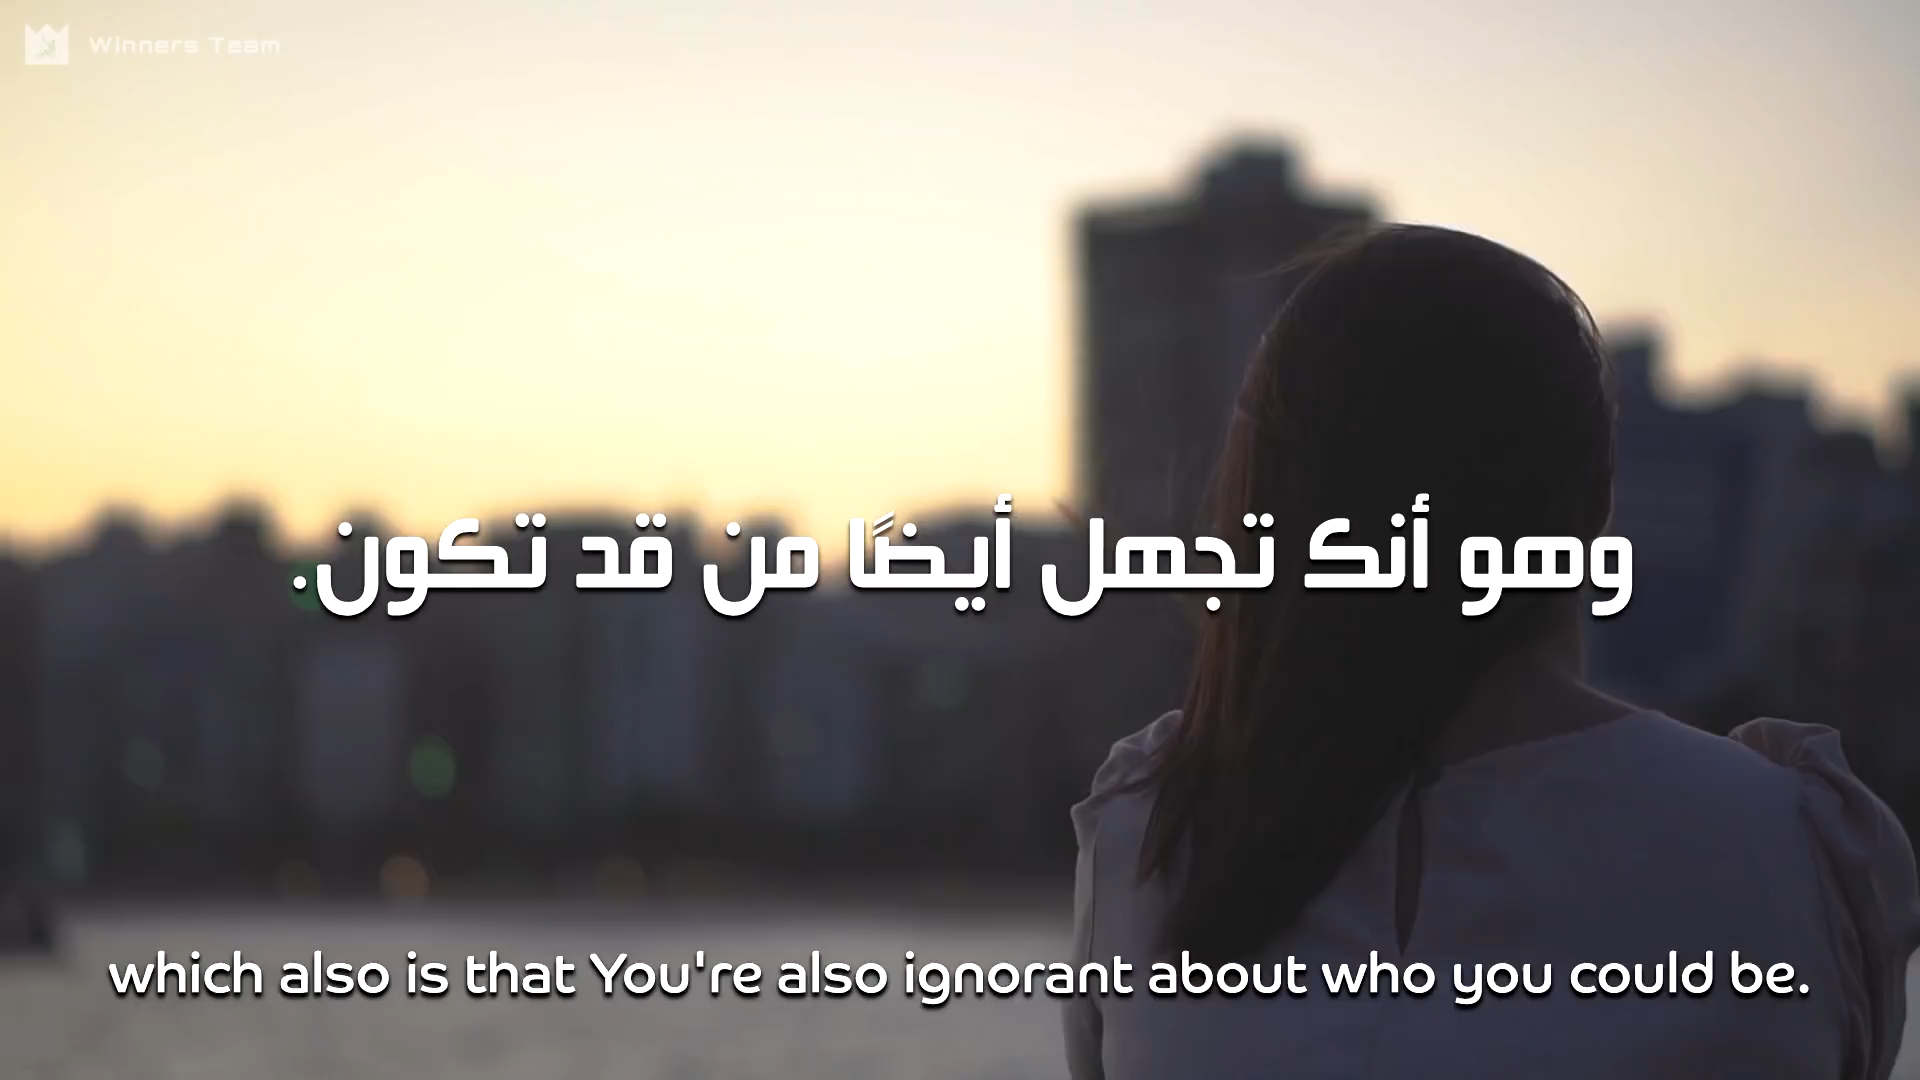 Winners Team
وهو أنك تجهل أيضًا من قد تكون.
which also is that You're also ignorant about who you could be.